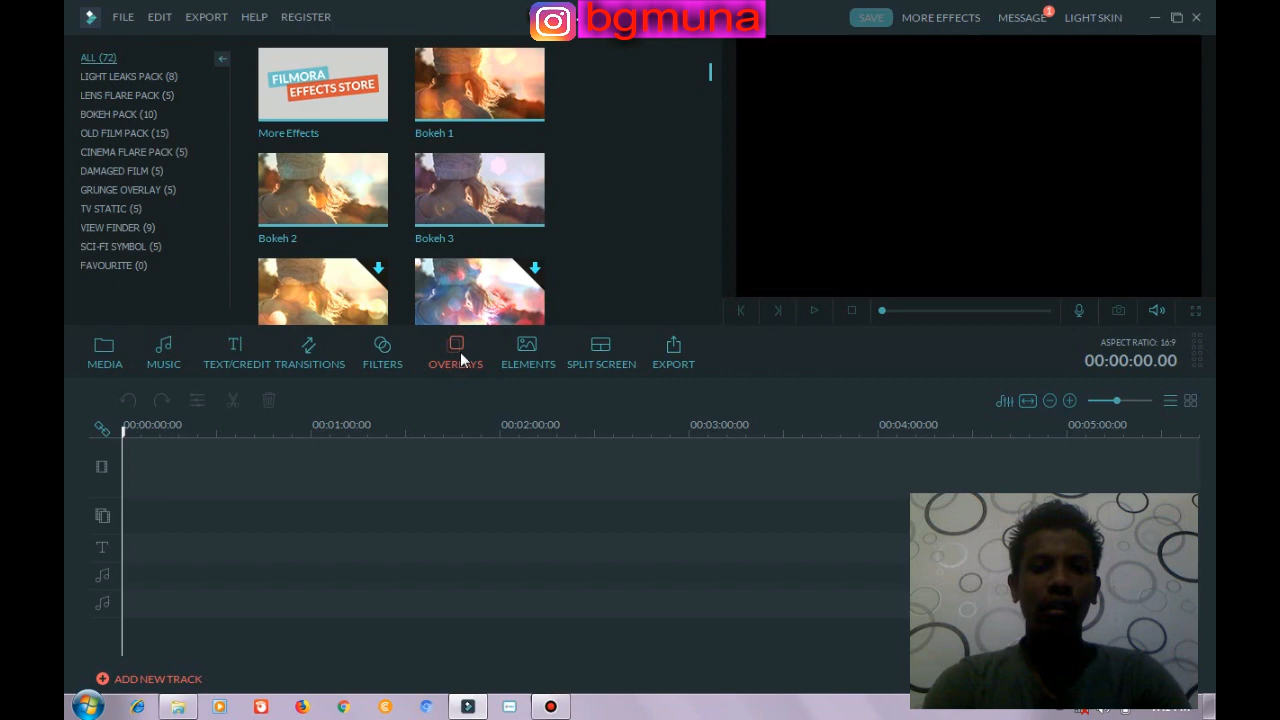 FILE EDIT EXPORT HELP REGISTER
bgmuna
SAVE MORE EFFECTS MESSAGE 1 LIGHT SKIN
ALL (72)
LIGHT LEAKS PACK (8)
LENS FLARE PACK (5)
BOKEH PACK (10)
OLD FILM PACK (15)
CINEMA FLARE PACK (5)
DAMAGED FILM (5)
GRUNGE OVERLAY (5)
TV STATIC (5)
VIEW FINDER (9)
SCI-FI SYMBOL (5)
FAVOURITE (0)
FILMORA
EFFECTS STORE
More Effects
Bokeh 1
Bokeh 2
Bokeh 3
MEDIA MUSIC TEXT/CREDIT TRANSITIONS FILTERS OVERLAYS ELEMENTS SPLIT SCREEN EXPORT
ASPECT RATIO: 16:9
00:00:00.00
00:00:00:00 00:01:00:00 00:02:00:00 00:03:00:00 00:04:00:00 00:05:00:00
ADD NEW TRACK